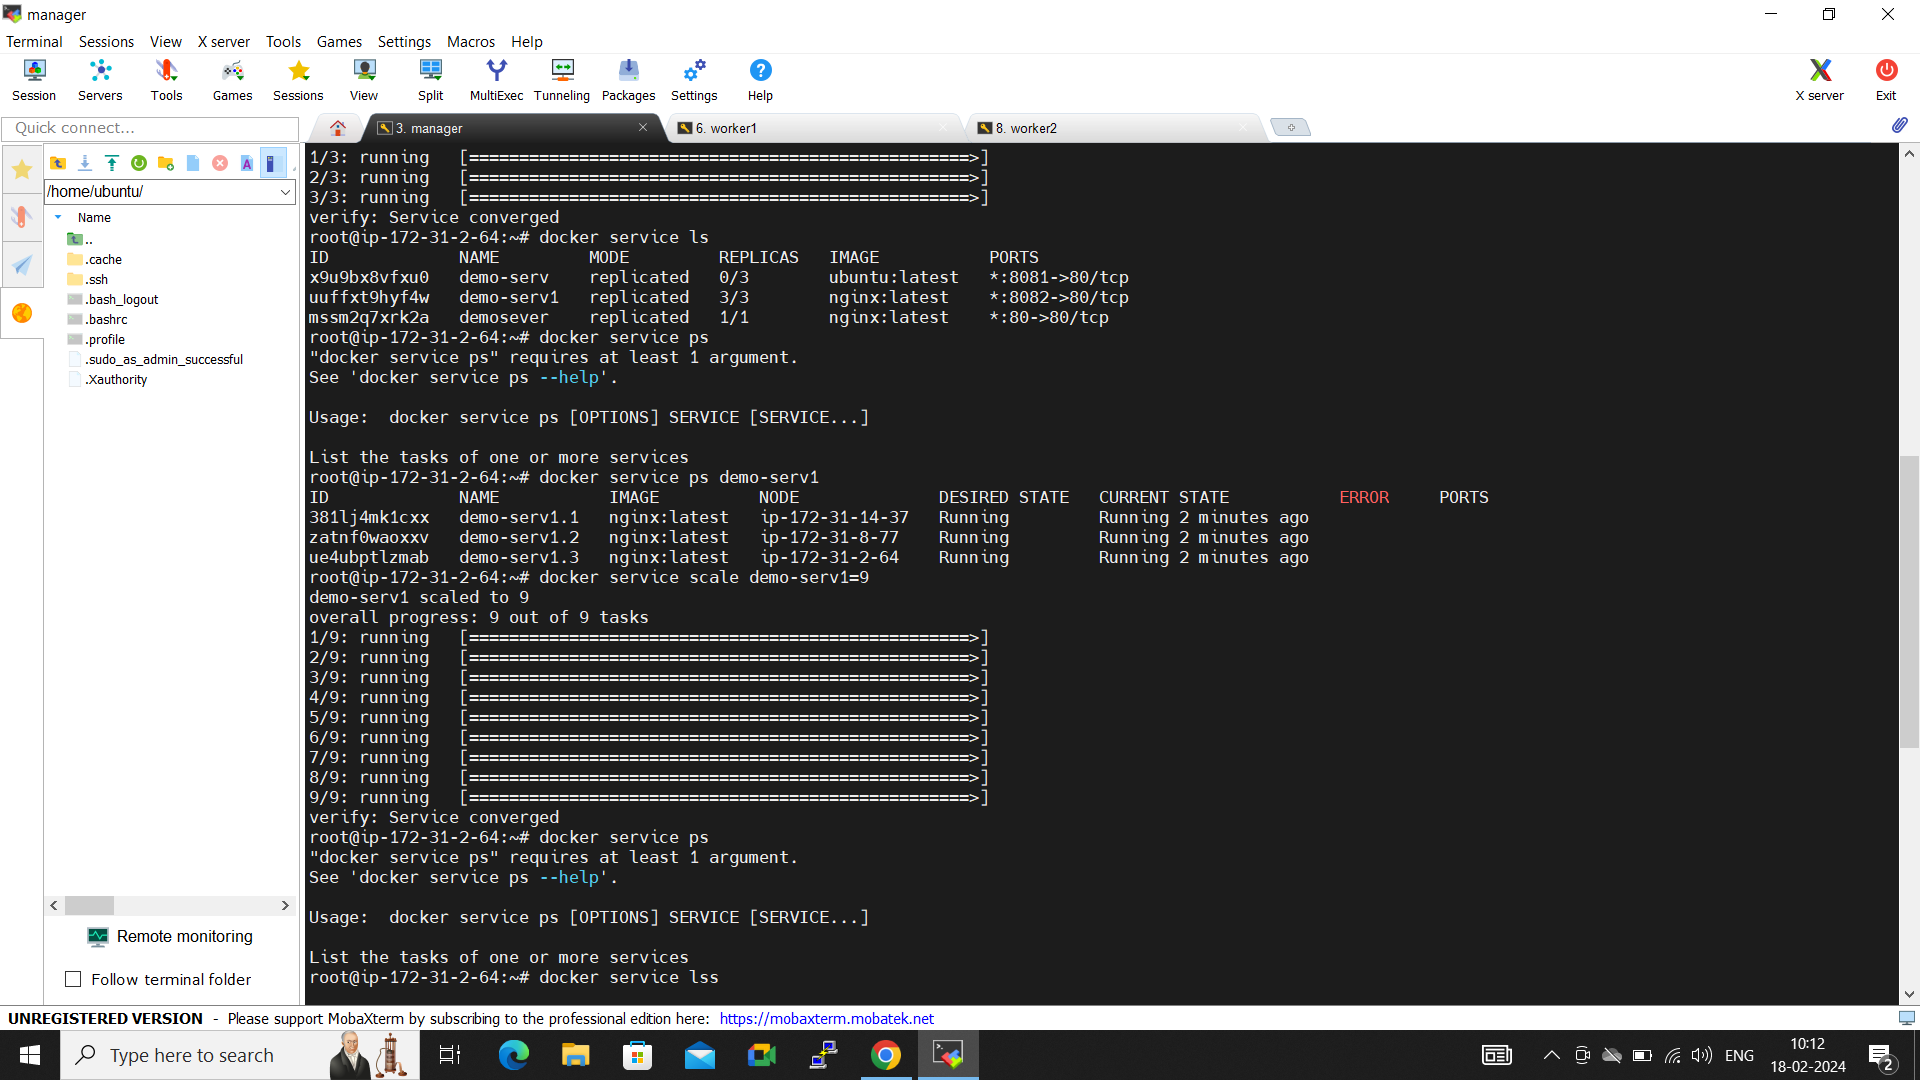 manager
Terminal Sessions View X server Tools Games Settings Macros Help
Session Servers Tools Games Sessions View Split MultiExec Tunneling Packages Settings Help X server Exit
Quick connect...
3. manager
6. worker1
8. worker2
/home/ubuntu/
Name
..
.cache
.ssh
.bash_logout
.bashrc
.profile
.sudo_as_admin_successful
.Xauthority
Remote monitoring
Follow terminal folder
1/3: running   [==================================================>]
2/3: running   [==================================================>]
3/3: running   [==================================================>]
verify: Service converged
root@ip-172-31-2-64:~# docker service ls
ID             NAME         MODE         REPLICAS   IMAGE           PORTS
x9u9bx8vfxu0   demo-serv    replicated   0/3        ubuntu:latest   *:8081->80/tcp
uuffxt9hyf4w   demo-serv1   replicated   3/3        nginx:latest    *:8082->80/tcp
mssm2q7xrk2a   demosever    replicated   1/1        nginx:latest    *:80->80/tcp
root@ip-172-31-2-64:~# docker service ps
"docker service ps" requires at least 1 argument.
See 'docker service ps --help'.
Usage:  docker service ps [OPTIONS] SERVICE [SERVICE...]
List the tasks of one or more services
root@ip-172-31-2-64:~# docker service ps demo-serv1
ID             NAME           IMAGE          NODE              DESIRED STATE   CURRENT STATE           ERROR     PORTS
381lj4mk1cxx   demo-serv1.1   nginx:latest   ip-172-31-14-37   Running         Running 2 minutes ago
zatnf0waoxxv   demo-serv1.2   nginx:latest   ip-172-31-8-77    Running         Running 2 minutes ago
ue4ubptlzmab   demo-serv1.3   nginx:latest   ip-172-31-2-64    Running         Running 2 minutes ago
root@ip-172-31-2-64:~# docker service scale demo-serv1=9
demo-serv1 scaled to 9
overall progress: 9 out of 9 tasks
1/9: running   [==================================================>]
2/9: running   [==================================================>]
3/9: running   [==================================================>]
4/9: running   [==================================================>]
5/9: running   [==================================================>]
6/9: running   [==================================================>]
7/9: running   [==================================================>]
8/9: running   [==================================================>]
9/9: running   [==================================================>]
verify: Service converged
root@ip-172-31-2-64:~# docker service ps
"docker service ps" requires at least 1 argument.
See 'docker service ps --help'.
Usage:  docker service ps [OPTIONS] SERVICE [SERVICE...]
List the tasks of one or more services
root@ip-172-31-2-64:~# docker service lss
UNREGISTERED VERSION - Please support MobaXterm by subscribing to the professional edition here: https://mobaxterm.mobatek.net
Type here to search
ENG
10:12
18-02-2024
2